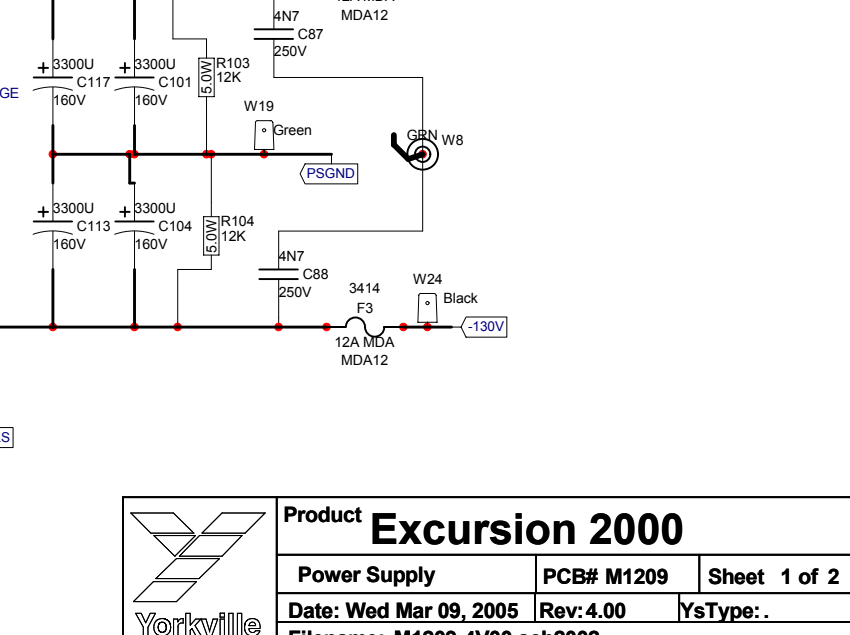 4N7
MDA12
C87
250V
3300U
C117
160V
3300U
C101
160V
5.0W
R103
12K
GE
W19
Green
GRN
W8
PSGND
3300U
C113
160V
3300U
C104
160V
5.0W
R104
12K
4N7
C88
250V
3414
F3
12A MDA
MDA12
W24
Black
-130V
S
Product
Excursion 2000
Power Supply
PCB# M1209
Sheet 1 of 2
Date: Wed Mar 09, 2005
Rev: 4.00
YsType: .
Yorkville